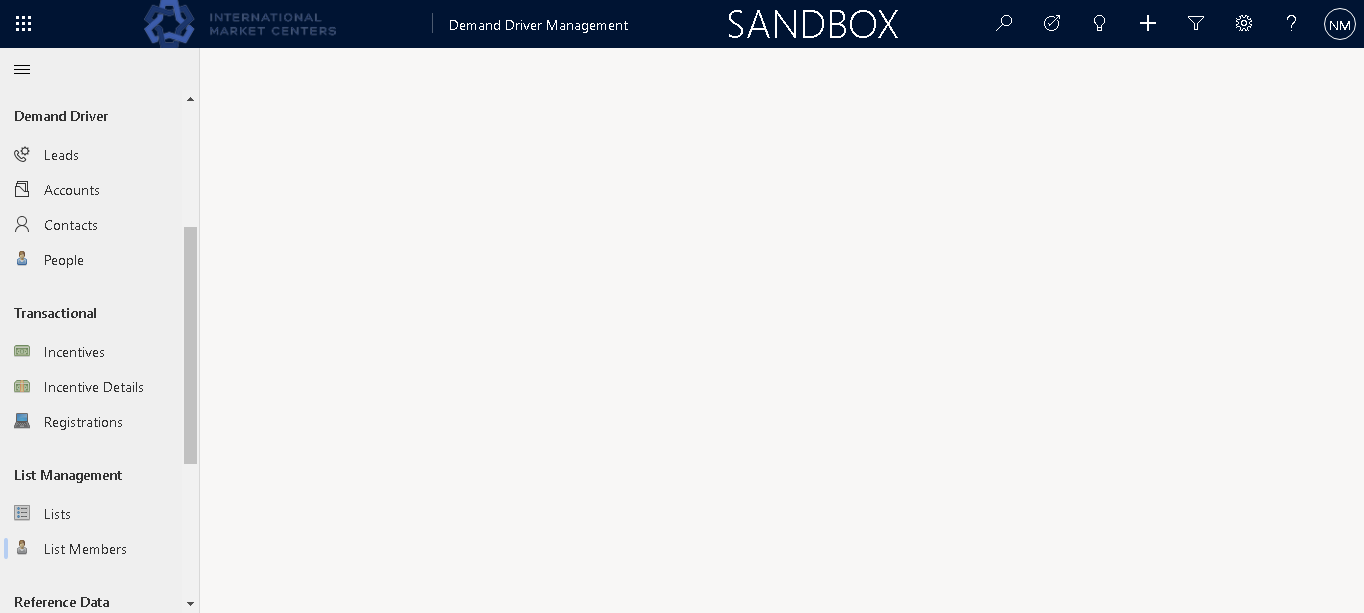 INTERNATIONAL
MARKET CENTERS
Demand Driver Management
SANDBOX
NM
Demand Driver
Leads
Accounts
Contacts
People
Transactional
Incentives
Incentive Details
Registrations
List Management
Lists
List Members
Reference Data